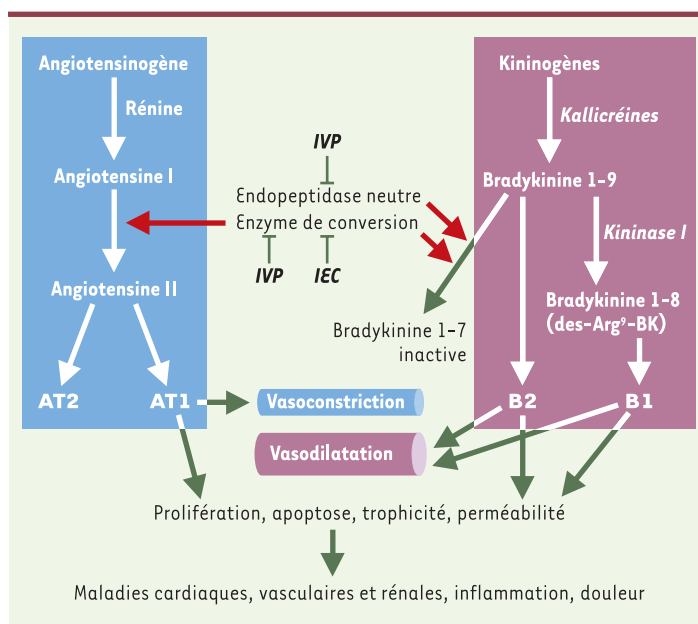 Angiotensinogène
Rénine
Angiotensine I
Angiotensine II
AT2
AT1
IVP
Endopeptidase neutre
Enzyme de conversion
IVP
IEC
Kininogènes
Kallicréines
Bradykinine 1-9
Kininase I
Bradykinine 1-8
(des-Arg⁹-BK)
Bradykinine 1-7
inactive
B2
B1
Vasoconstriction
Vasodilatation
Prolifération, apoptose, trophicité, perméabilité
Maladies cardiaques, vasculaires et rénales, inflammation, douleur